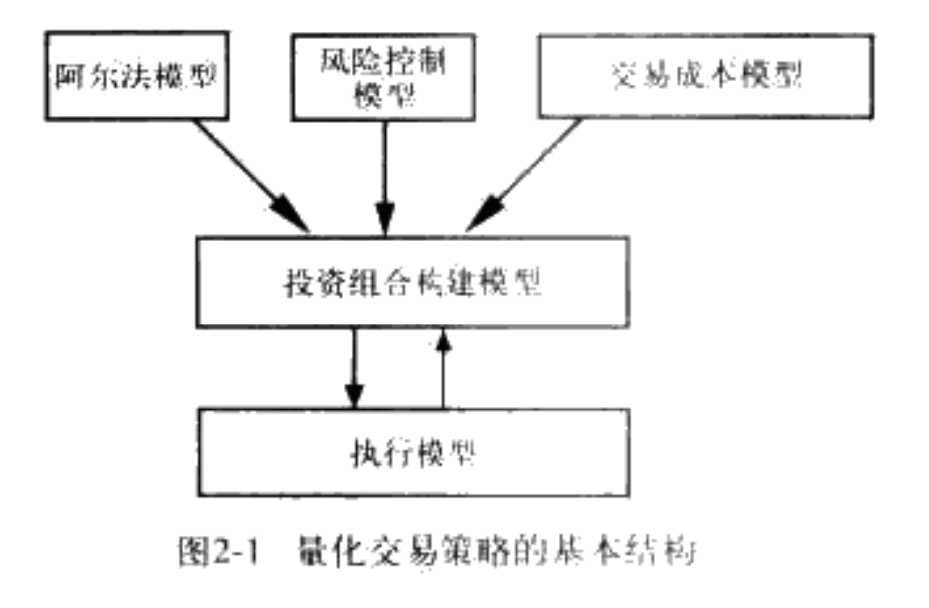 阿尔法模型
风险控制
模型
交易成本模型
投资组合构建模型
执行模型
图2-1 量化交易策略的基本结构